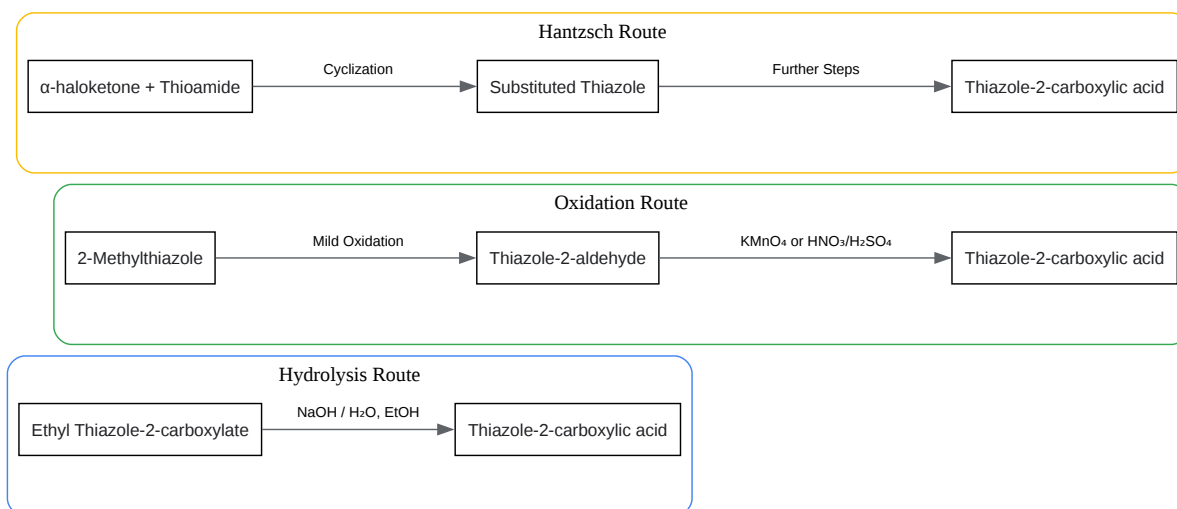 Hantzsch Route
α-haloketone + Thioamide
Cyclization
Substituted Thiazole
Further Steps
Thiazole-2-carboxylic acid
Oxidation Route
2-Methylthiazole
Mild Oxidation
Thiazole-2-aldehyde
KMnO₄ or HNO₃/H₂SO₄
Thiazole-2-carboxylic acid
Hydrolysis Route
Ethyl Thiazole-2-carboxylate
NaOH / H₂O, EtOH
Thiazole-2-carboxylic acid